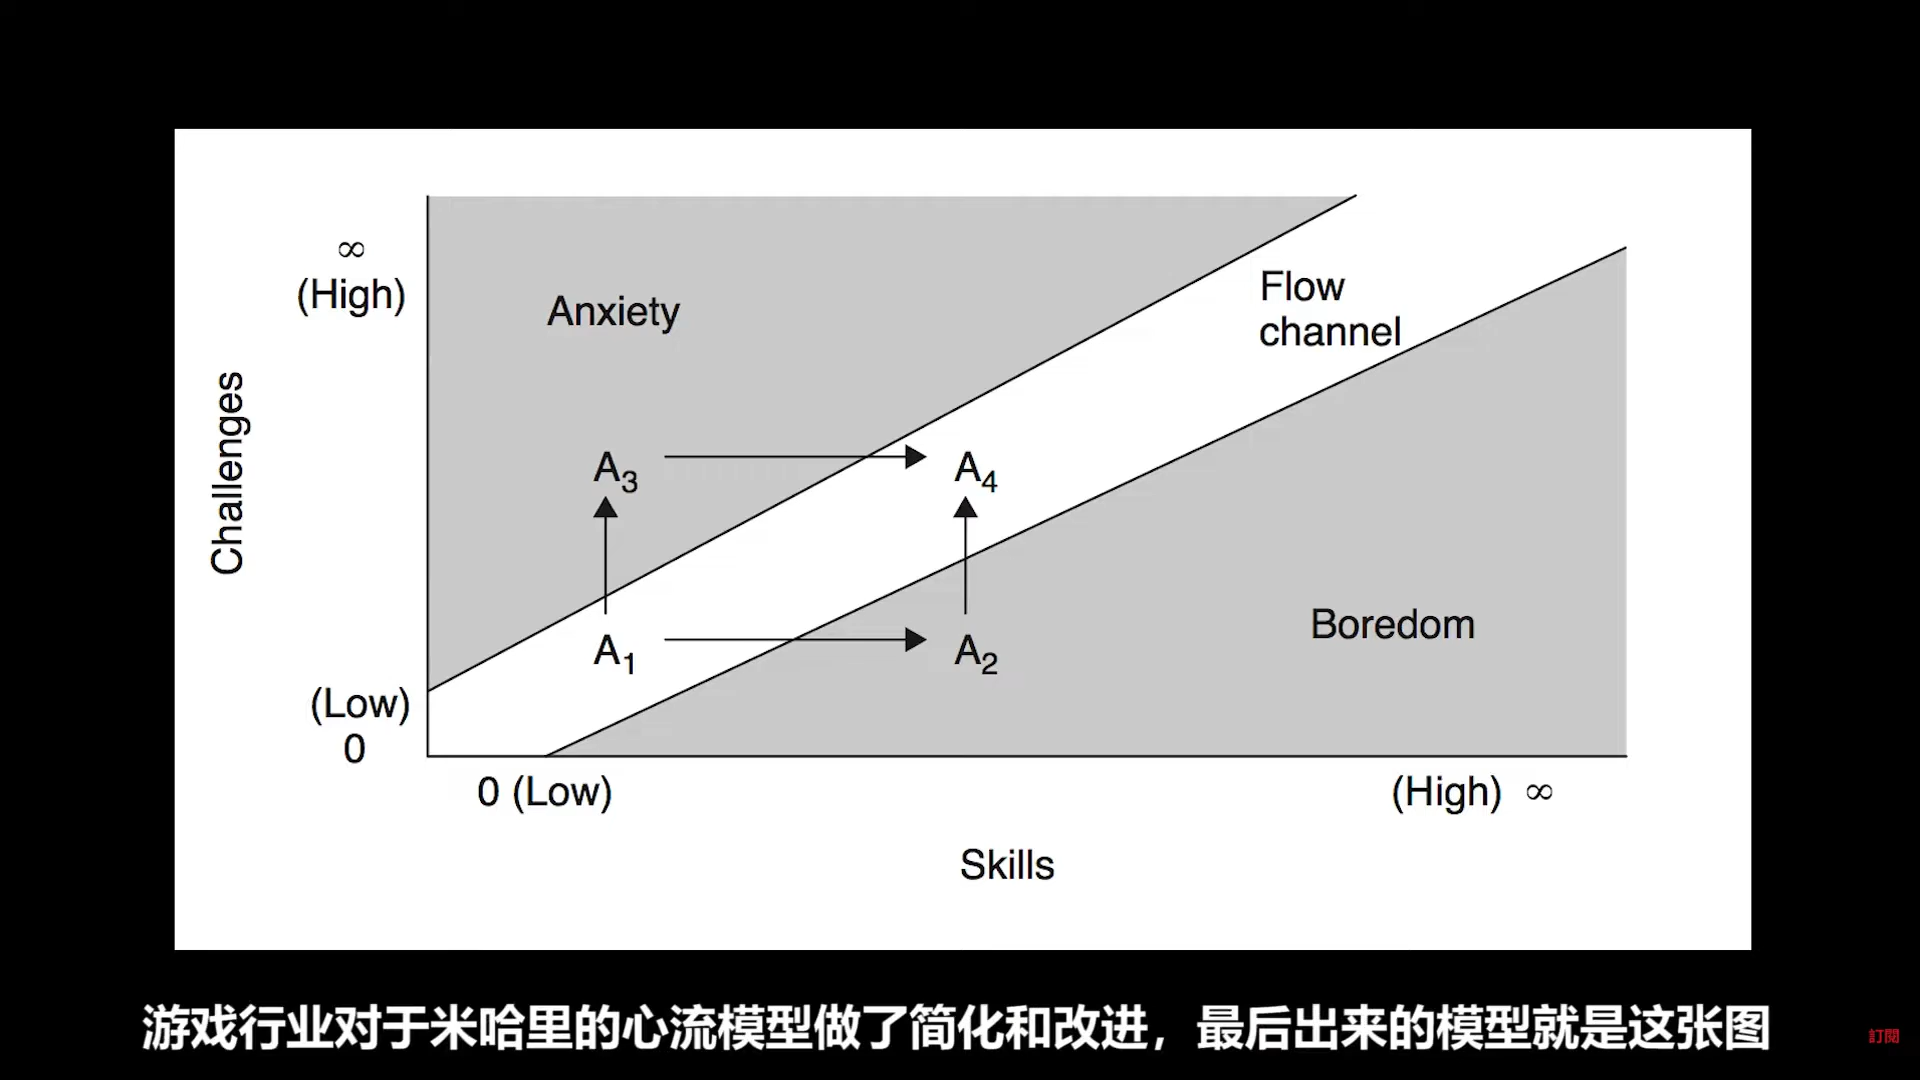 ∞
(High)
Anxiety
Flow
channel
Challenges
A3
A4
Boredom
A1
A2
(Low)
0
0 (Low)
(High) ∞
Skills
游戏行业对于米哈里的心流模型做了简化和改进，最后出来的模型就是这张图
訂閱